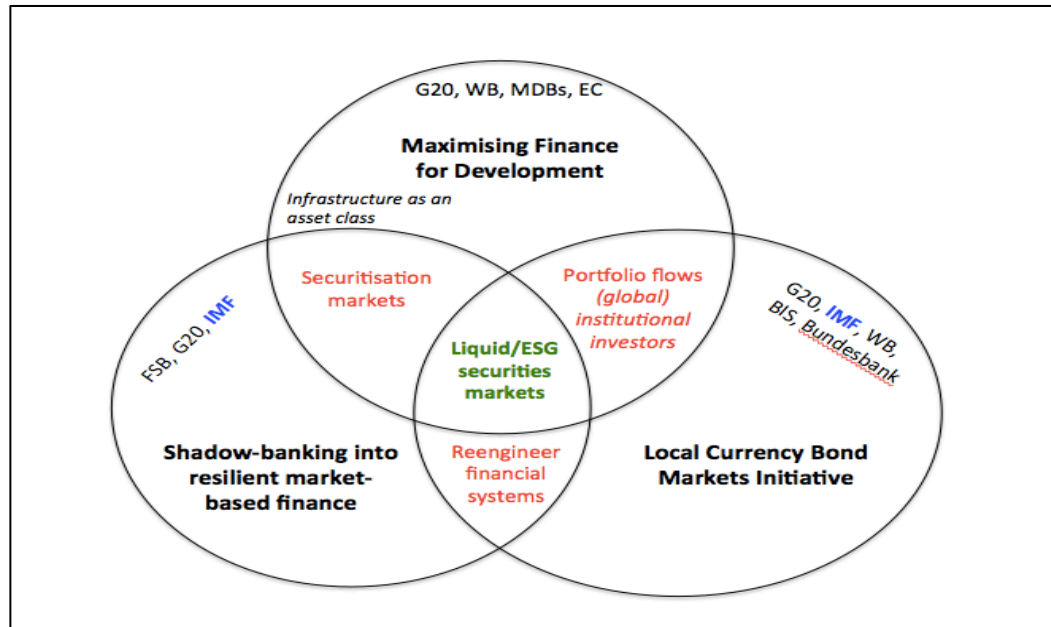 G20, WB, MDBs, EC
Maximising Finance
for Development
Infrastructure as an
asset class
Securitisation
markets
Portfolio flows
(global)
institutional
investors
FSB, G20, IMF
G20, IMF, WB,
BIS, Bundesbank
Liquid/ESG
securities
markets
Shadow-banking into
resilient market-
based finance
Reengineer
financial
systems
Local Currency Bond
Markets Initiative